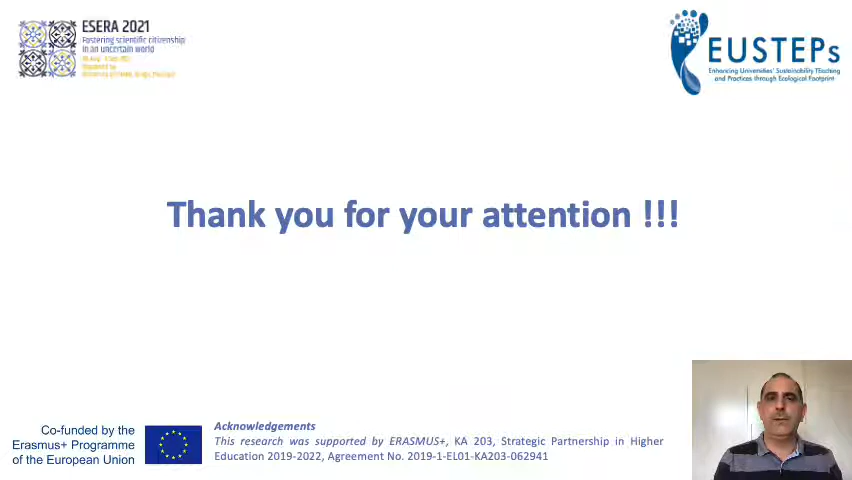 ESERA 2021
Fostering scientific citizenship
in an uncertain world
EUSTEPs
Enhancing Universities' Sustainability Teaching
and Practices through Ecological Footprint
Thank you for your attention !!!
Co-funded by the
Erasmus+ Programme
of the European Union
Acknowledgements
This research was supported by ERASMUS+, KA 203, Strategic Partnership in Higher
Education 2019-2022, Agreement No. 2019-1-EL01-KA203-062941